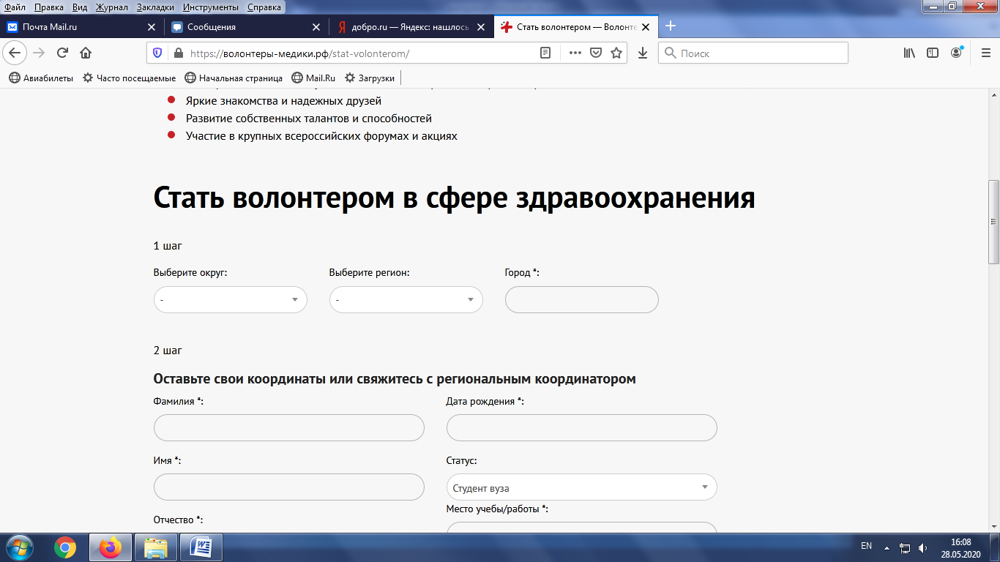 Файл Правка Вид Журнал Закладки Инструменты Справка
Почта Mail.ru
Сообщения
добро.ru — Яндекс: нашлось
Стать волонтером — Волонте
https://волонтеры-медики.рф/stat-volonterom/
Поиск
Авиабилеты Часто посещаемые Начальная страница Mail.Ru Загрузки
Яркие знакомства и надежных друзей
Развитие собственных талантов и способностей
Участие в крупных всероссийских форумах и акциях
Стать волонтером в сфере здравоохранения
1 шаг
Выберите округ: Выберите регион: Город *:
- -
2 шаг
Оставьте свои координаты или свяжитесь с региональным координатором
Фамилия *: Дата рождения *:
Имя *: Статус:
Студент вуза
Место учебы/работы *:
Отчество *:
EN 16:08
28.05.2020